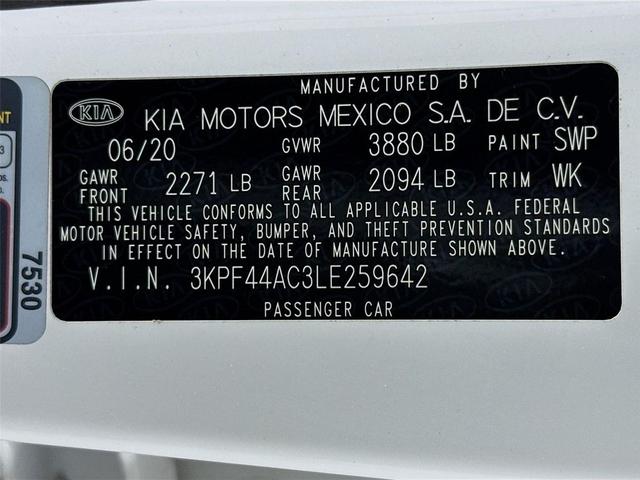 MANUFACTURED BY
KIA KIA MOTORS MEXICO S.A. DE C.V.
06/20 GVWR 3880 LB PAINT SWP
GAWR FRONT 2271 LB GAWR REAR 2094 LB TRIM WK
THIS VEHICLE CONFORMS TO ALL APPLICABLE U.S.A. FEDERAL
MOTOR VEHICLE SAFETY, BUMPER, AND THEFT PREVENTION STANDARDS
IN EFFECT ON THE DATE OF MANUFACTURE SHOWN ABOVE.
V.I.N. 3KPF44AC3LE259642
PASSENGER CAR
7530